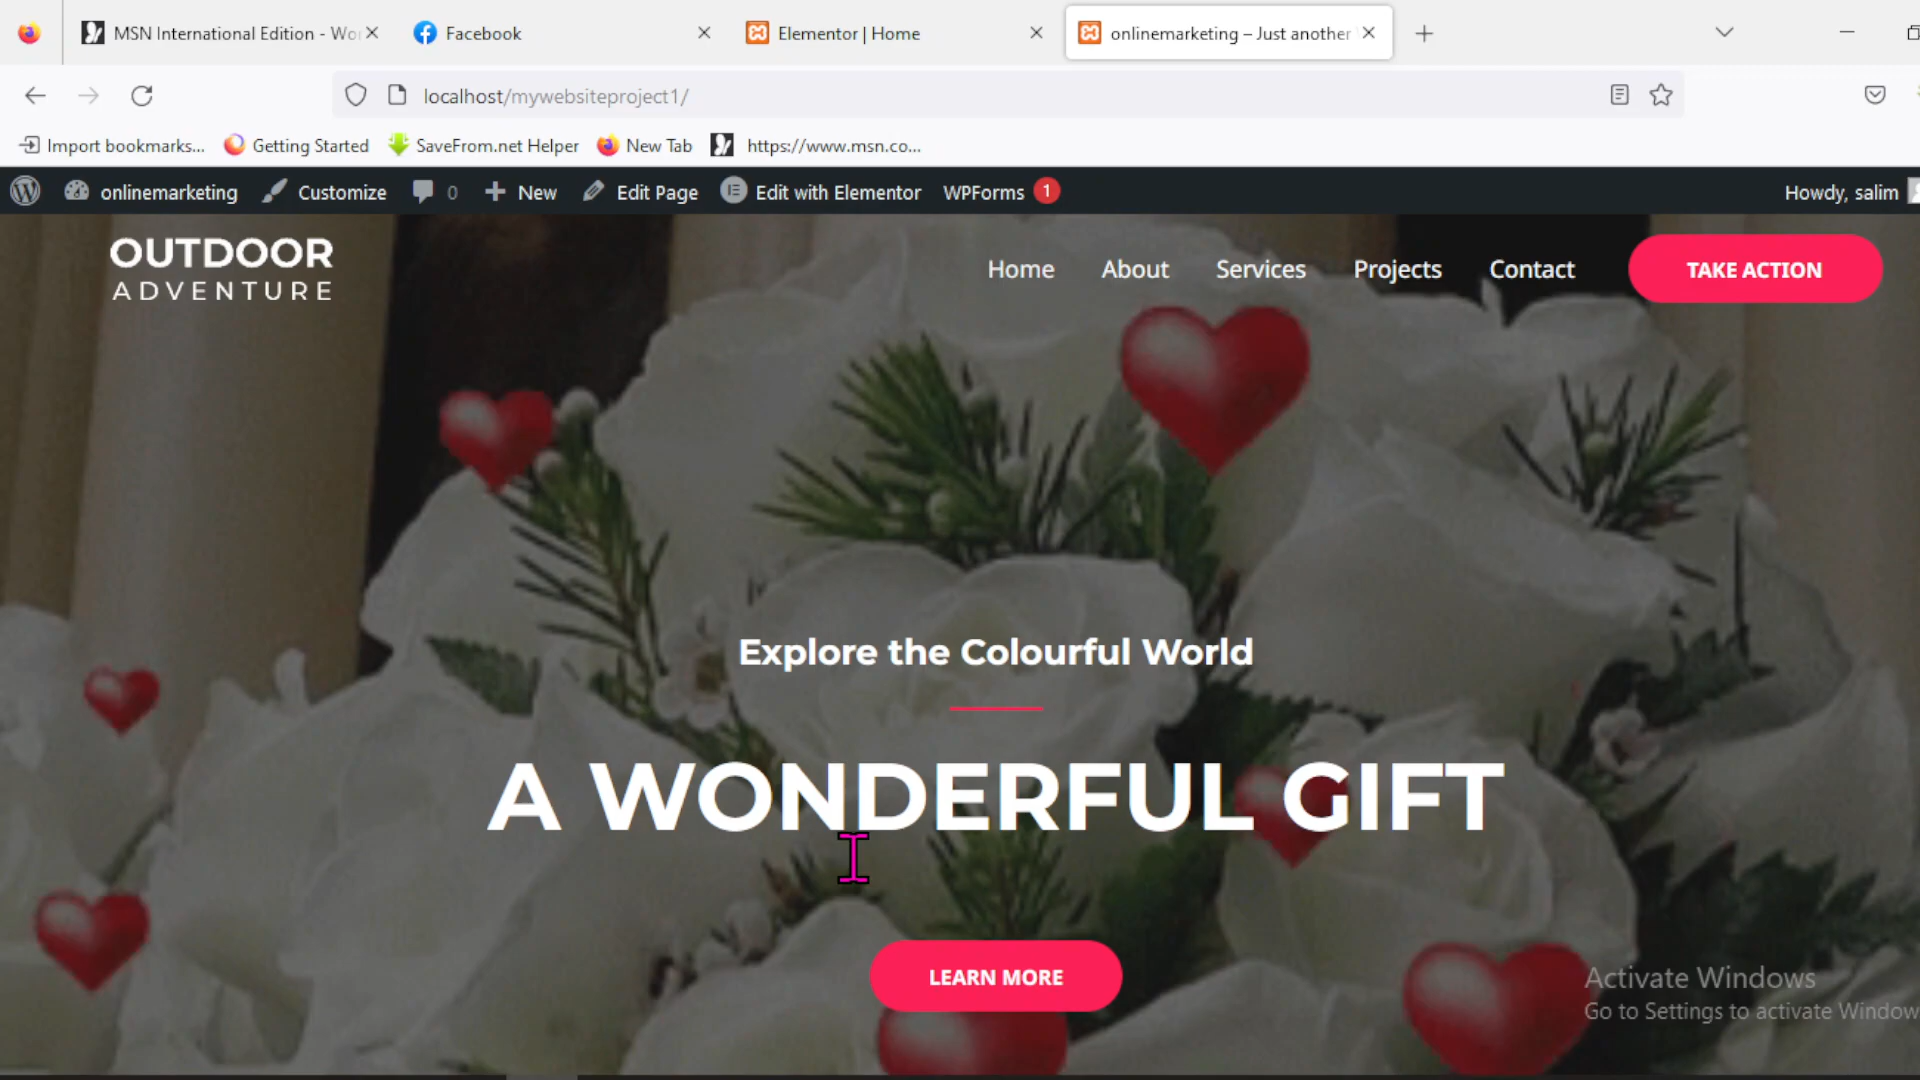 MSN International Edition - Wor
Facebook
Elementor | Home
onlinemarketing – Just another
localhost/mywebsiteproject1/
Import bookmarks...
Getting Started
SaveFrom.net Helper
New Tab
https://www.msn.co...
onlinemarketing
Customize
0
New
Edit Page
Edit with Elementor
WPForms 1
Howdy, salim
OUTDOOR
ADVENTURE
Home
About
Services
Projects
Contact
TAKE ACTION
Explore the Colourful World
A WONDERFUL GIFT
LEARN MORE
Activate Windows
Go to Settings to activate Window